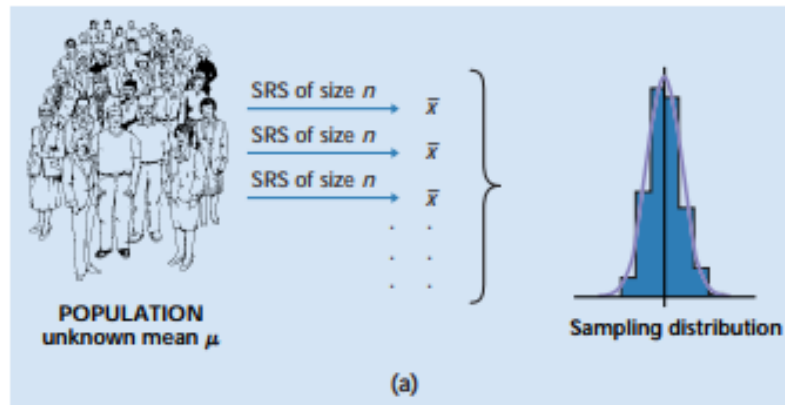 SRS of size n
x̄
SRS of size n
x̄
SRS of size n
x̄
POPULATION
unknown mean μ
Sampling distribution
(a)